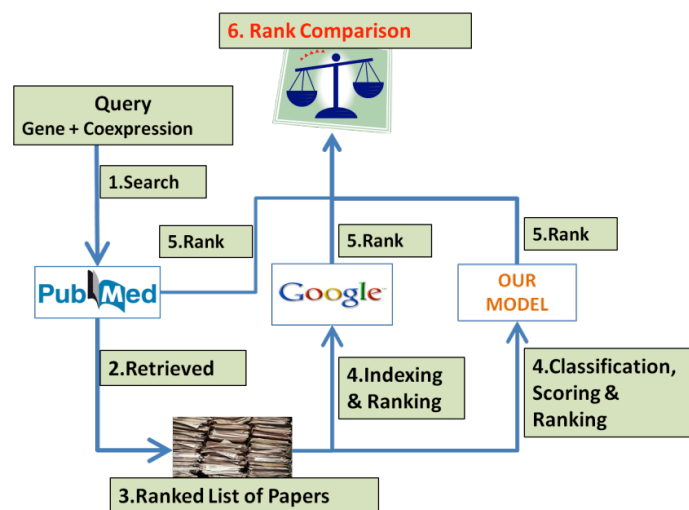 6. Rank Comparison
Query
Gene + Coexpression
1.Search
5.Rank
5.Rank
5.Rank
PubMed
Google
OUR
MODEL
2.Retrieved
4.Indexing
& Ranking
4.Classification,
Scoring &
Ranking
3.Ranked List of Papers